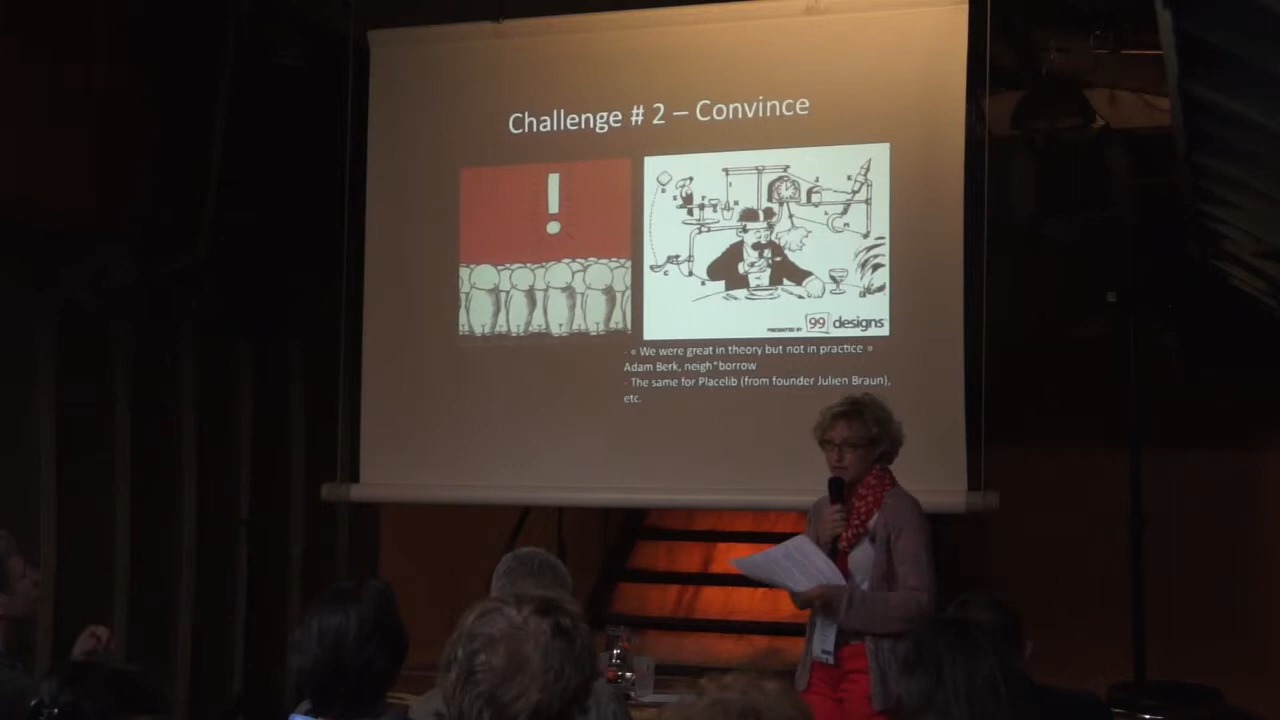 Challenge # 2 – Convince
!
PRESENTED BY 99 designs
- « We were great in theory but not in practice »
Adam Berk, neigh*borrow
- The same for Placelib (from founder Julien Braun),
etc.